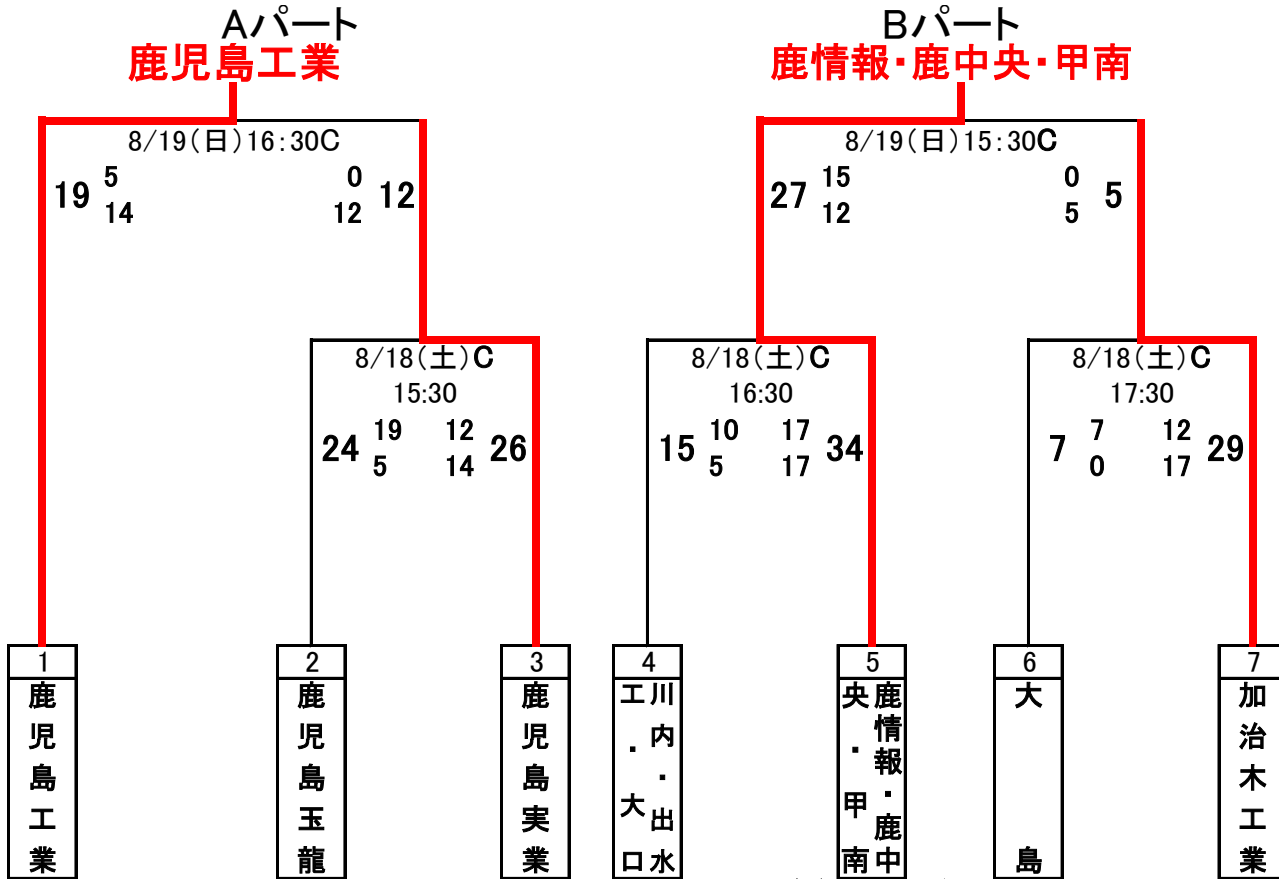 Aパート
鹿児島工業
8/19(日)16:30C
19 5 0 12
14 12
24 19 12 26
5 14
8/18(土)C
15:30
Bパート
鹿情報・鹿中央・甲南
8/19(日)15:30C
27 15 0 5
12 5
8/18(土)C
16:30
15 10 17 34
5 17
8/18(土)C
17:30
7 7 12 29
0 17
1
鹿児島工業
2
鹿児島玉龍
3
鹿児島実業
4
川内・出水
工・大口
5
鹿情報・鹿中
央・甲南
6
大島
7
加治木工業